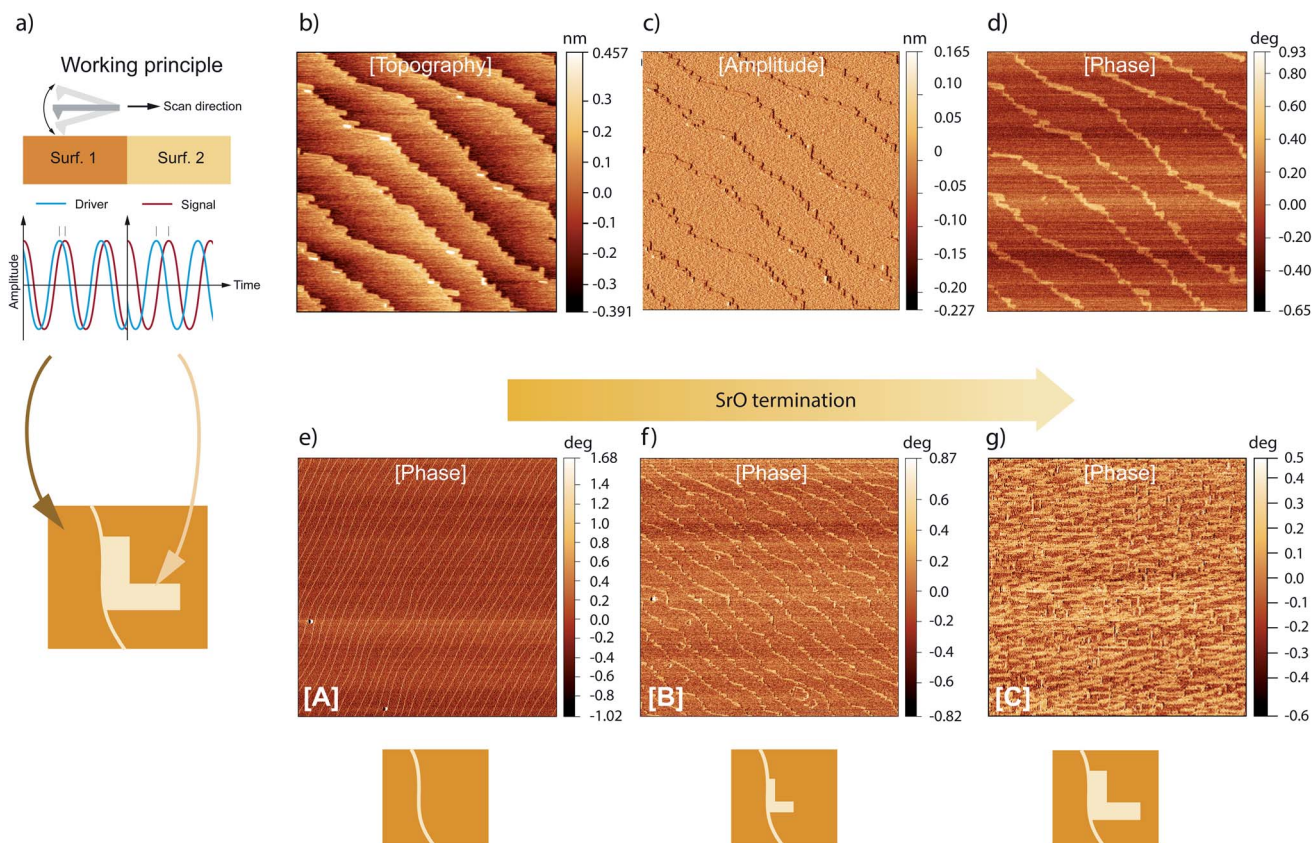 a)
Working principle
Scan direction
Surf. 1
Surf. 2
Driver
Signal
Amplitude
Time
b)
[Topography]
nm
0.457
0.3
0.2
0.1
0.0
-0.1
-0.2
-0.3
-0.391
c)
[Amplitude]
nm
0.165
0.10
0
-0.05
-0.10
-0.15
-0.20
-0.227
d)
[Phase]
deg
0.93
0.80
0.60
0.40
0.20
0.00
-0.20
-0.40
-0.65
SrO termination
e)
[Phase]
[A]
deg
1.68
1.4
1.2
1.0
0.8
0.6
0.4
0.2
0.0
-0.2
-0.4
-0.6
-0.8
-1.02
f)
[Phase]
[B]
deg
0.87
0.6
0.4
0.2
0.0
-0.2
-0.4
-0.82
g)
[Phase]
[C]
deg
0.5
0.4
0.3
0.2
0.1
0.0
-0.1
-0.2
-0.3
-0.4
-0.6